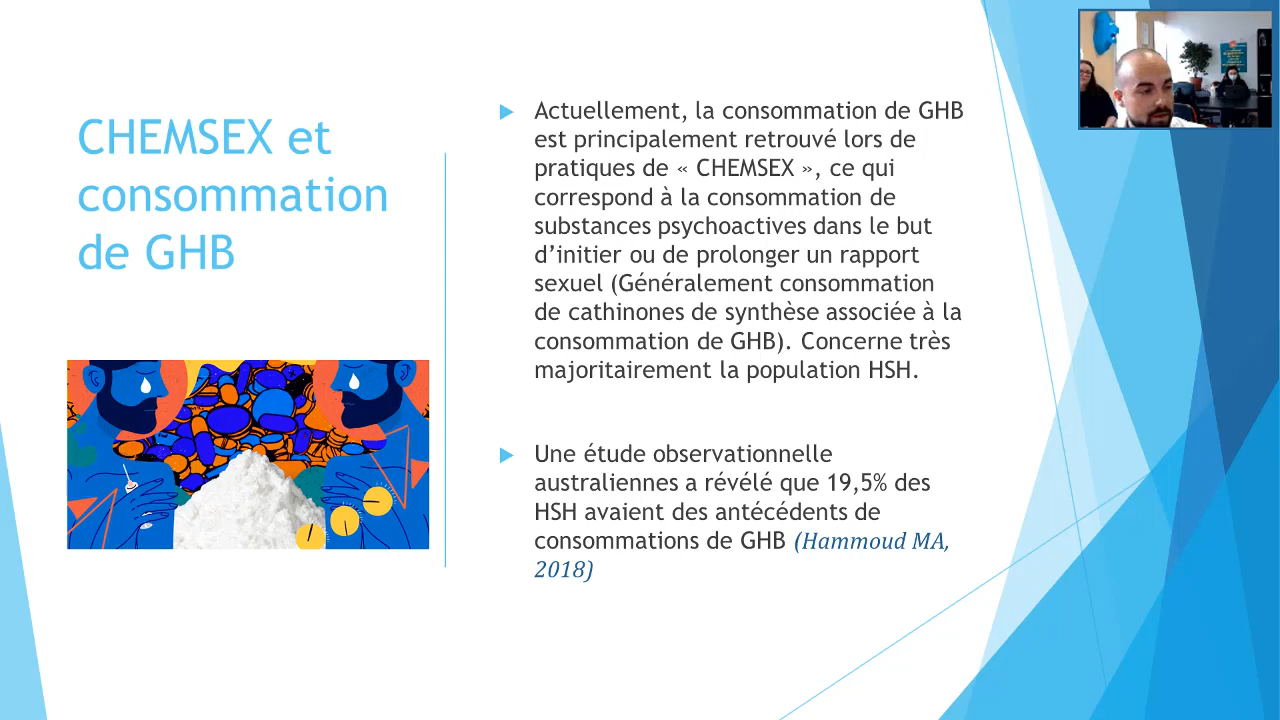 CHEMSEX et
consommation
de GHB
Actuellement, la consommation de GHB
est principalement retrouvé lors de
pratiques de « CHEMSEX », ce qui
correspond à la consommation de
substances psychoactives dans le but
d’initier ou de prolonger un rapport
sexuel (Généralement consommation
de cathinones de synthèse associée à la
consommation de GHB). Concerne très
majoritairement la population HSH.
Une étude observationnelle
australiennes a révélé que 19,5% des
HSH avaient des antécédents de
consommations de GHB (Hammoud MA,
2018)